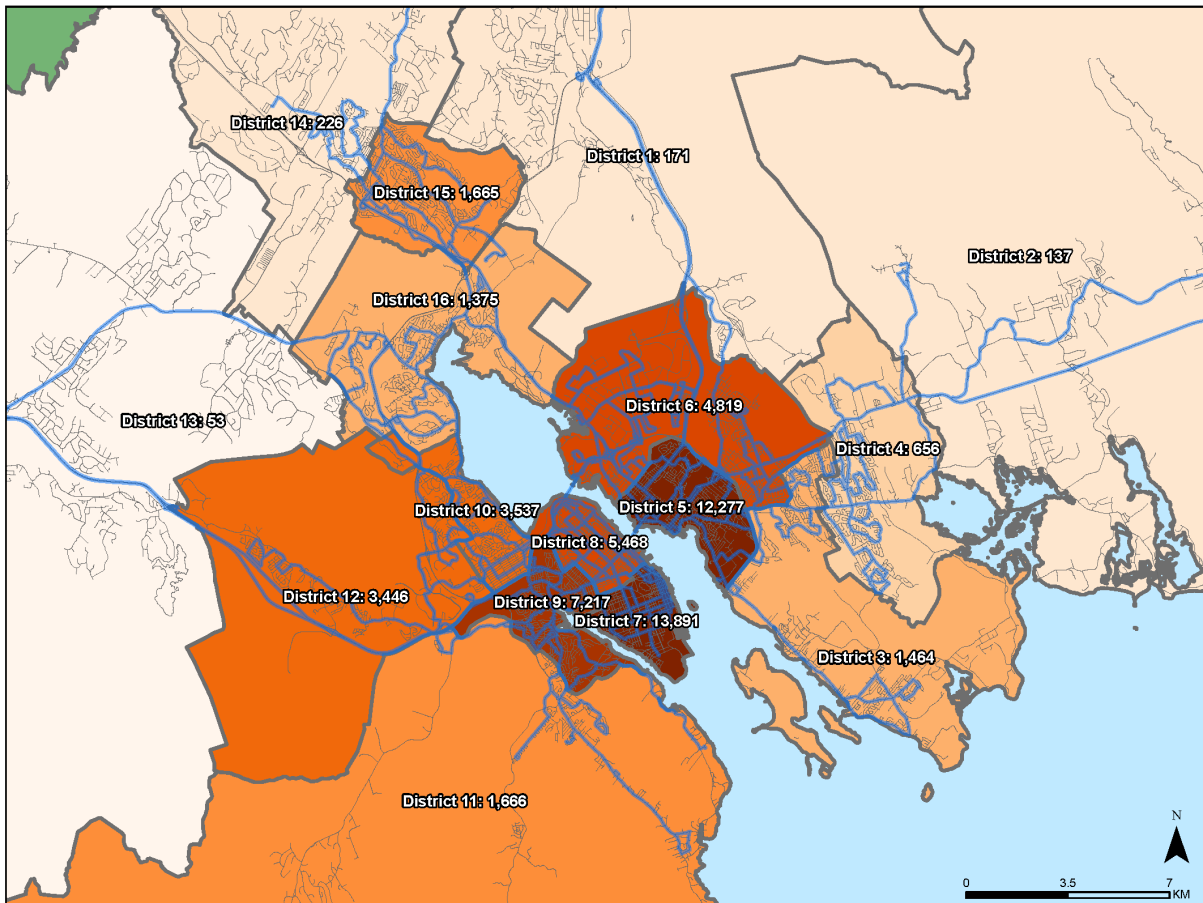 District 14: 226
District 1: 171
District 15: 1,665
District 2: 137
District 16: 1,375
District 6: 4,819
District 13: 53
District 4: 656
District 10: 3,537
District 5: 12,277
District 8: 5,468
District 12: 3,446
District 9: 7,217
District 7: 13,891
District 3: 1,464
District 11: 1,666
N
0 3.5 7
KM